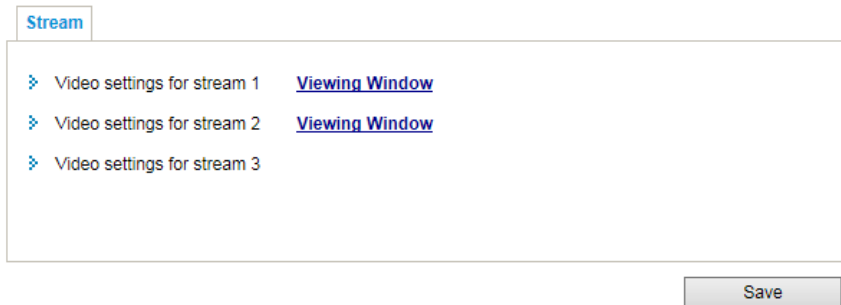 Stream
Video settings for stream 1 Viewing Window
Video settings for stream 2 Viewing Window
Video settings for stream 3
Save